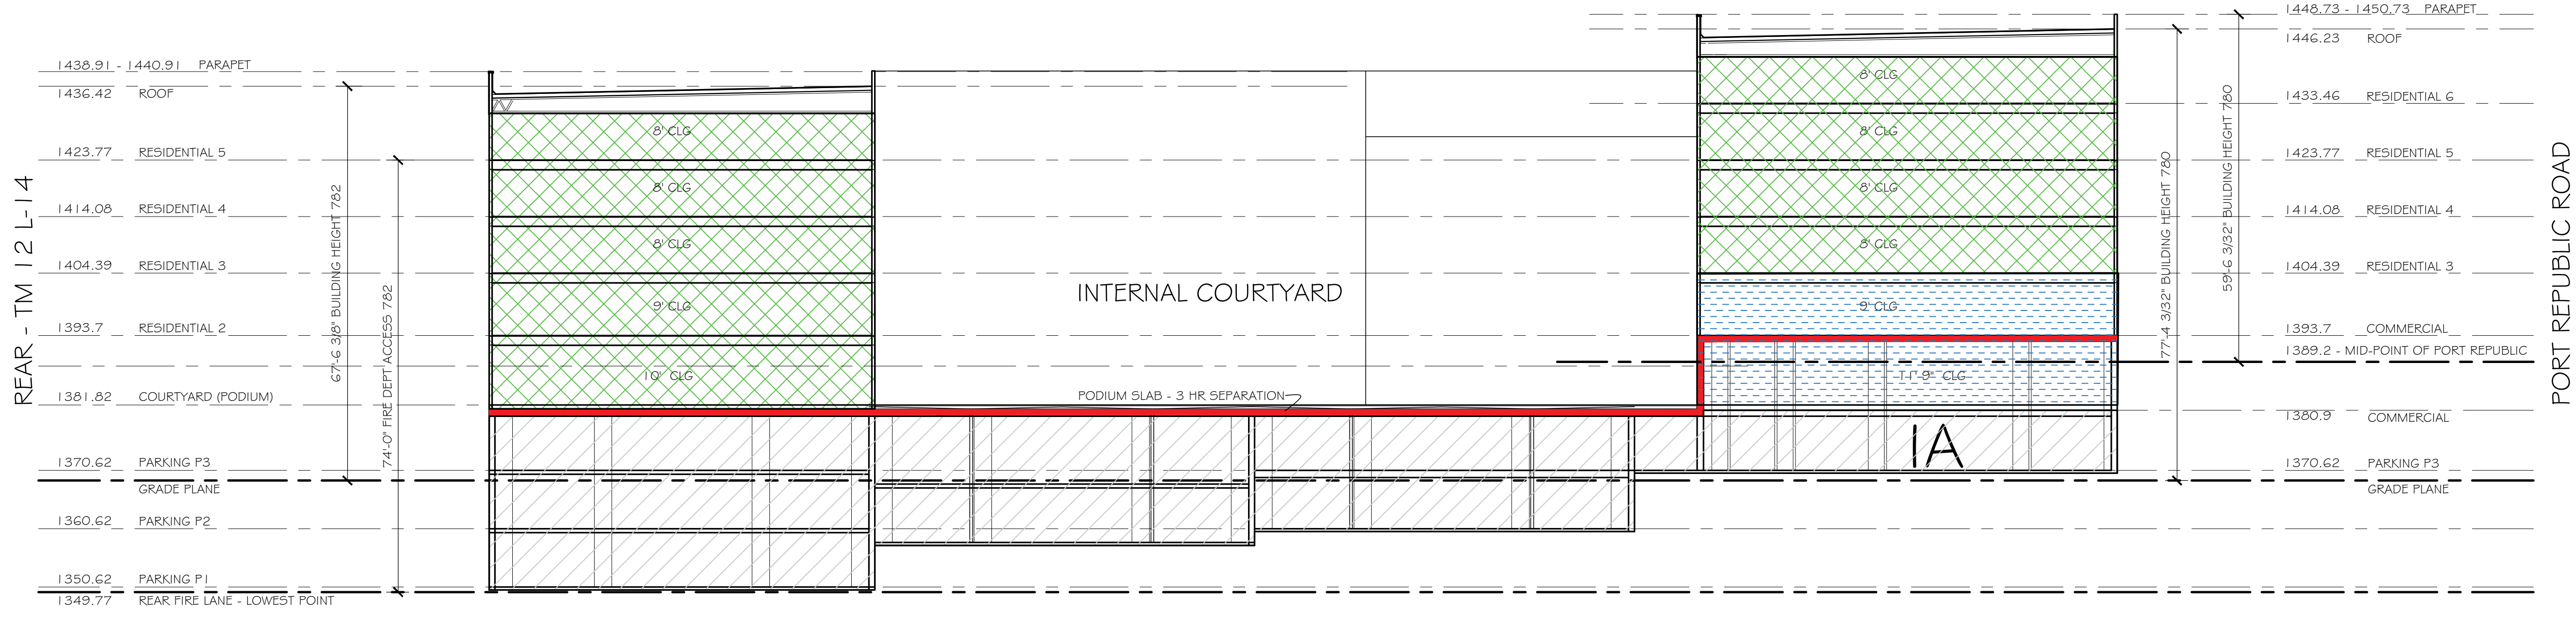 REAR - TM 12 L-14
1438.91 - 1440.91 PARAPET
1436.42 ROOF
1423.77 RESIDENTIAL 5
1414.08 RESIDENTIAL 4
1404.39 RESIDENTIAL 3
1393.7 RESIDENTIAL 2
1381.82 COURTYARD (PODIUM)
1370.62 PARKING P3
GRADE PLANE
1360.62 PARKING P2
1350.62 PARKING P1
1349.77 REAR FIRE LANE - LOWEST POINT
67'-6 3/8" BUILDING HEIGHT 782
74'-0" FIRE DEPT ACCESS 782
8' CLG
8' CLG
8' CLG
9' CLG
10' CLG
INTERNAL COURTYARD
PODIUM SLAB - 3 HR SEPARATION
8' CLG
8' CLG
8' CLG
8' CLG
9' CLG
11'-9" CLG
1A
77'-4 3/32" BUILDING HEIGHT 780
59'-6 3/32" BUILDING HEIGHT 780
1448.73 - 1450.73 PARAPET
1446.23 ROOF
1433.46 RESIDENTIAL 6
1423.77 RESIDENTIAL 5
1414.08 RESIDENTIAL 4
1404.39 RESIDENTIAL 3
1393.7 COMMERCIAL
1389.2 - MID-POINT OF PORT REPUBLIC
1380.9 COMMERCIAL
1370.62 PARKING P3
GRADE PLANE
PORT REPUBLIC ROAD